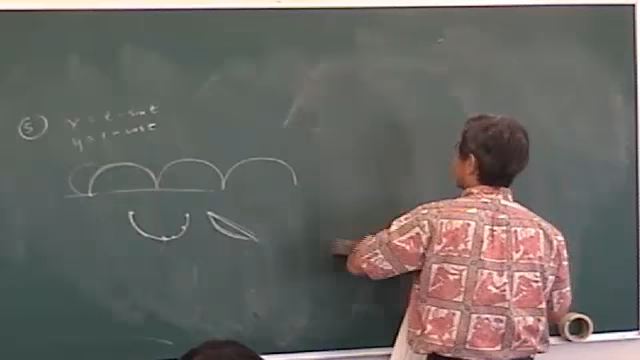 5
x = t - sin t
y = 1 - cos t